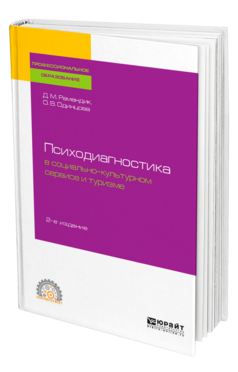 ПРОФЕССИОНАЛЬНОЕ
ОБРАЗОВАНИЕ
Д. М. Рамендик
О. В. Одинцова
Психодиагностика
в социально-культурном
сервисе и туризме
2-е издание
юрайт